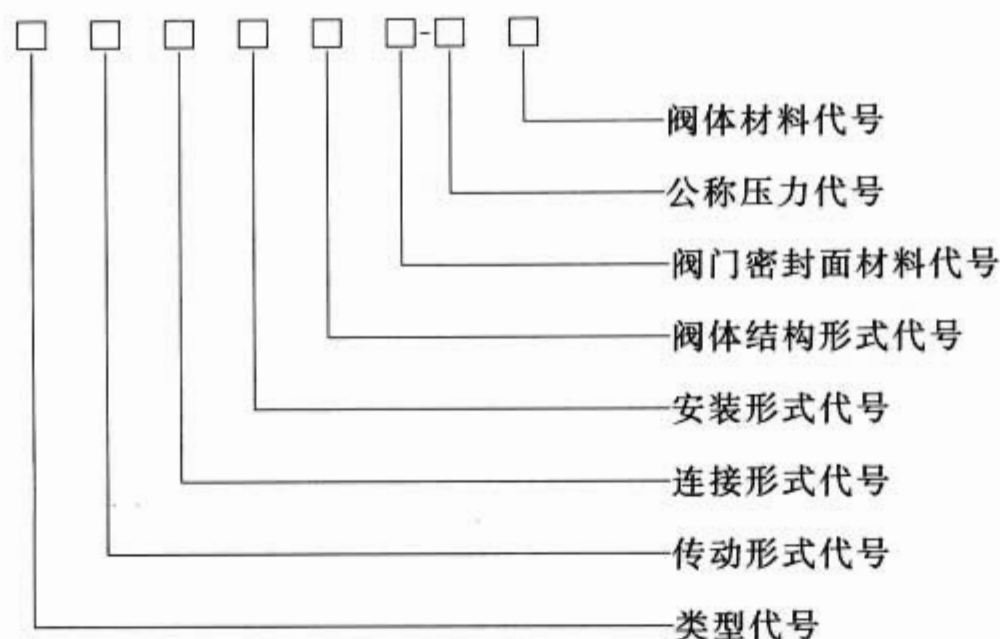 □ □ □ □ □ □-□ □
阀体材料代号
公称压力代号
阀门密封面材料代号
阀体结构形式代号
安装形式代号
连接形式代号
传动形式代号
类型代号